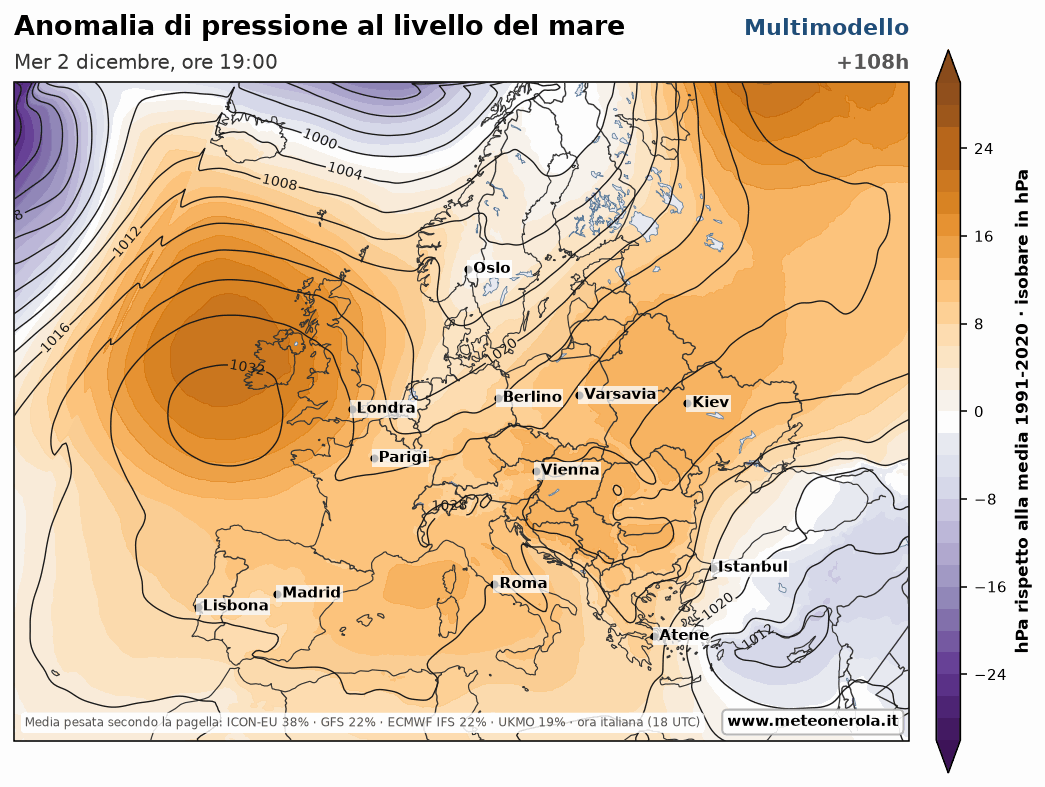 Anomalia di pressione al livello del mare
Multimodello
Mer 2 dicembre, ore 19:00
+108h
1000
1004
1008
1012
8
1016
1032
1020
1028
1020
1012
Oslo
Londra
Berlino
Varsavia
Kiev
Parigi
Vienna
Istanbul
Roma
Madrid
Lisbona
Atene
24
16
8
0
−8
−16
−24
hPa rispetto alla media 1991-2020 · isobare in hPa
Media pesata secondo la pagella: ICON-EU 38% · GFS 22% · ECMWF IFS 22% · UKMO 19% · ora italiana (18 UTC)
www.meteonerola.it